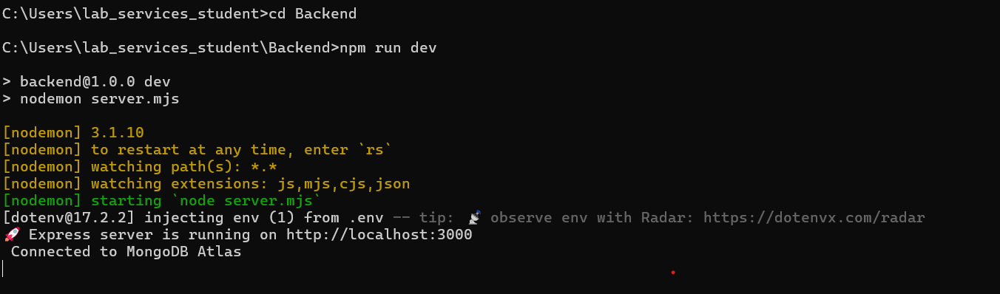 C:\Users\lab_services_student>cd Backend
C:\Users\lab_services_student\Backend>npm run dev
> backend@1.0.0 dev
> nodemon server.mjs
[nodemon] 3.1.10
[nodemon] to restart at any time, enter `rs`
[nodemon] watching path(s): *.*
[nodemon] watching extensions: js,mjs,cjs,json
[nodemon] starting `node server.mjs`
[dotenv@17.2.2] injecting env (1) from .env -- tip: 📡 observe env with Radar: https://dotenvx.com/radar
🚀 Express server is running on http://localhost:3000
Connected to MongoDB Atlas